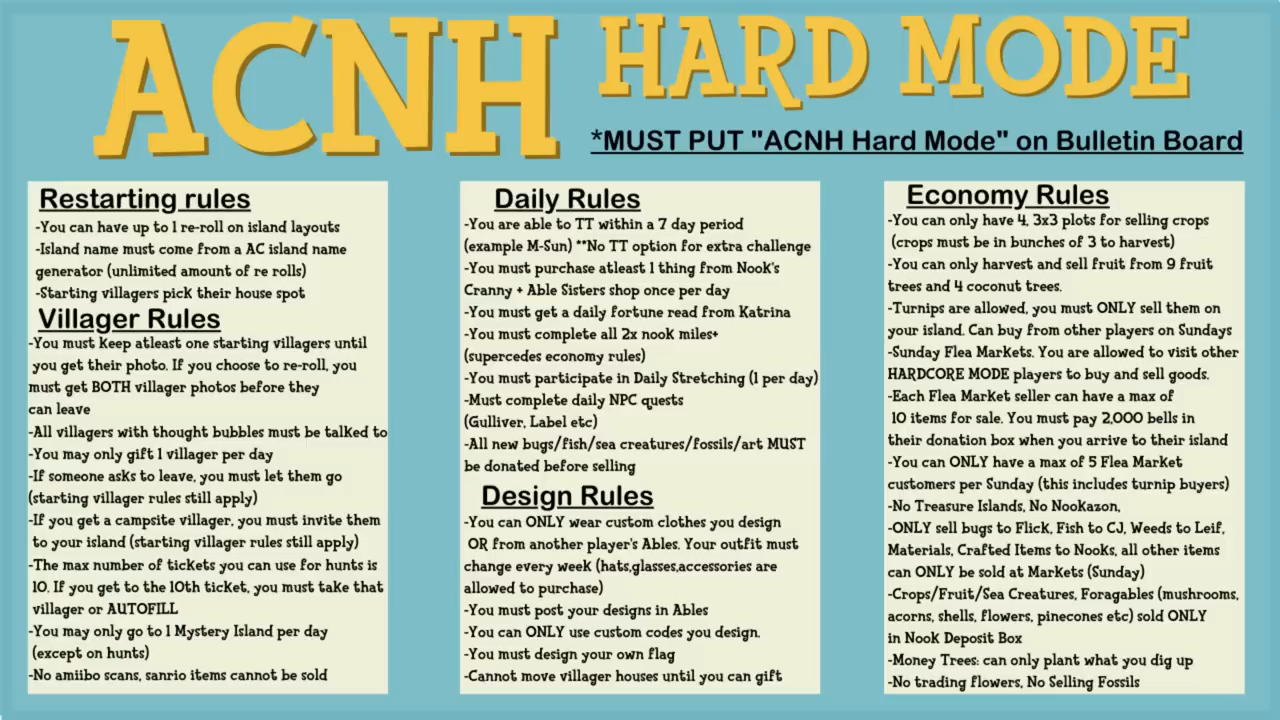 ACNH HARD MODE
*MUST PUT "ACNH Hard Mode" on Bulletin Board
Restarting rules
-You can have up to 1 re-roll on island layouts
-Island name must come from a AC island name
generator (unlimited amount of re rolls)
-Starting villagers pick their house spot
Villager Rules
-You must Keep atleast one starting villagers until
you get their photo. If you choose to re-roll, you
must get BOTH villager photos before they
can leave
-All villagers with thought bubbles must be talked to
-You may only gift 1 villager per day
-If someone asks to leave, you must let them go
(starting villager rules still apply)
-If you get a campsite villager, you must invite them
to your island (starting villager rules still apply)
-The max number of tickets you can use for hunts is
10. If you get to the 10th ticket, you must take that
villager or AUTOFILL
-You may only go to 1 Mystery Island per day
(except on hunts)
-No amiibo scans, sanrio items cannot be sold
Daily Rules
-You are able to TT within a 7 day period
(example M-Sun) **No TT option for extra challenge
-You must purchase atleast 1 thing from Nook's
Cranny + Able Sisters shop once per day
-You must get a daily fortune read from Katrina
-You must complete all 2x nook miles+
(supercedes economy rules)
-You must participate in Daily Stretching (1 per day)
-Must complete daily NPC quests
(Gulliver, Label etc)
-All new bugs/fish/sea creatures/fossils/art MUST
be donated before selling
Design Rules
-You can ONLY wear custom clothes you design
OR from another player's Ables. Your outfit must
change every week (hats,glasses,accessories are
allowed to purchase)
-You must post your designs in Ables
-You can ONLY use custom codes you design.
-You must design your own flag
-Cannot move villager houses until you can gift
Economy Rules
-You can only have 4, 3x3 plots for selling crops
(crops must be in bunches of 3 to harvest)
-You can only harvest and sell fruit from 9 fruit
trees and 4 coconut trees.
-Turnips are allowed, you must ONLY sell them on
your island. Can buy from other players on Sundays
-Sunday Flea Markets. You are allowed to visit other
HARDCORE MODE players to buy and sell goods.
-Each Flea Market seller can have a max of
10 items for sale. You must pay 2,000 bells in
their donation box when you arrive to their island
-You can ONLY have a max of 5 Flea Market
customers per Sunday (this includes turnip buyers)
-No Treasure Islands, No Nookazon,
-ONLY sell bugs to Flick, Fish to CJ, Weeds to Leif,
Materials, Crafted Items to Nooks, all other items
can ONLY be sold at Markets (Sunday)
-Crops/Fruit/Sea Creatures, Foragables (mushrooms,
acorns, shells, flowers, pinecones etc) sold ONLY
in Nook Deposit Box
-Money Trees: can only plant what you dig up
-No trading flowers, No Selling Fossils